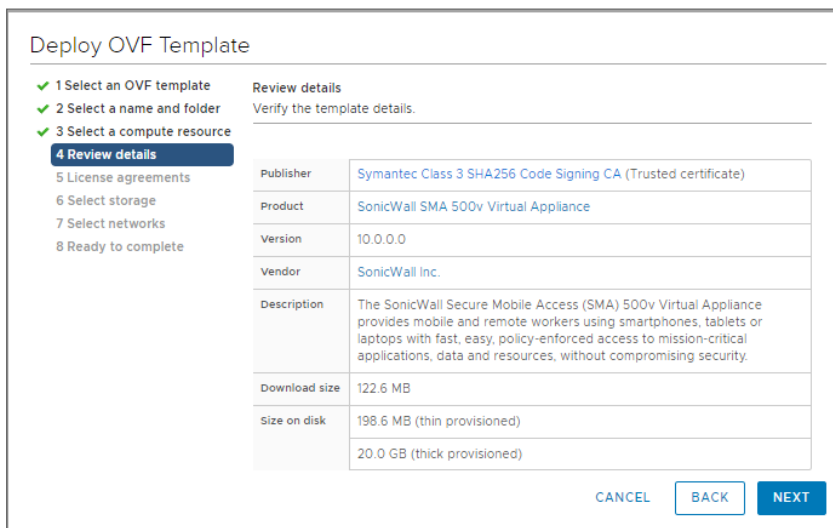 Deploy OVF Template
1 Select an OVF template
2 Select a name and folder
3 Select a compute resource
4 Review details
5 License agreements
6 Select storage
7 Select networks
8 Ready to complete
Review details
Verify the template details.
Publisher Symantec Class 3 SHA256 Code Signing CA (Trusted certificate)
Product SonicWall SMA 500v Virtual Appliance
Version 10.0.0.0
Vendor SonicWall Inc.
Description The SonicWall Secure Mobile Access (SMA) 500v Virtual Appliance
provides mobile and remote workers using smartphones, tablets or
laptops with fast, easy, policy-enforced access to mission-critical
applications, data and resources, without compromising security.
Download size 122.6 MB
Size on disk 198.6 MB (thin provisioned)
20.0 GB (thick provisioned)
CANCEL BACK NEXT